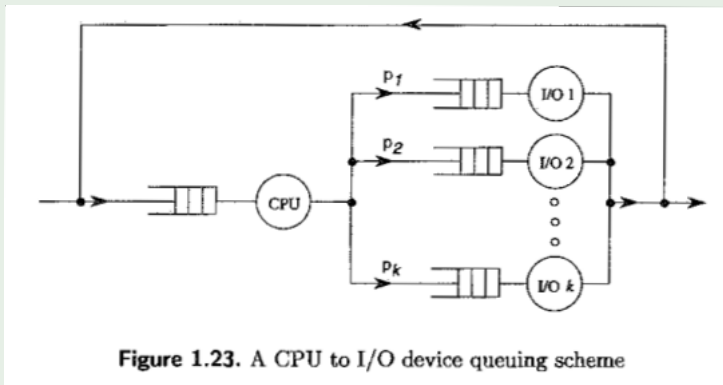 p1
I/O 1
p2
I/O 2
CPU
pk
I/O k
Figure 1.23. A CPU to I/O device queuing scheme